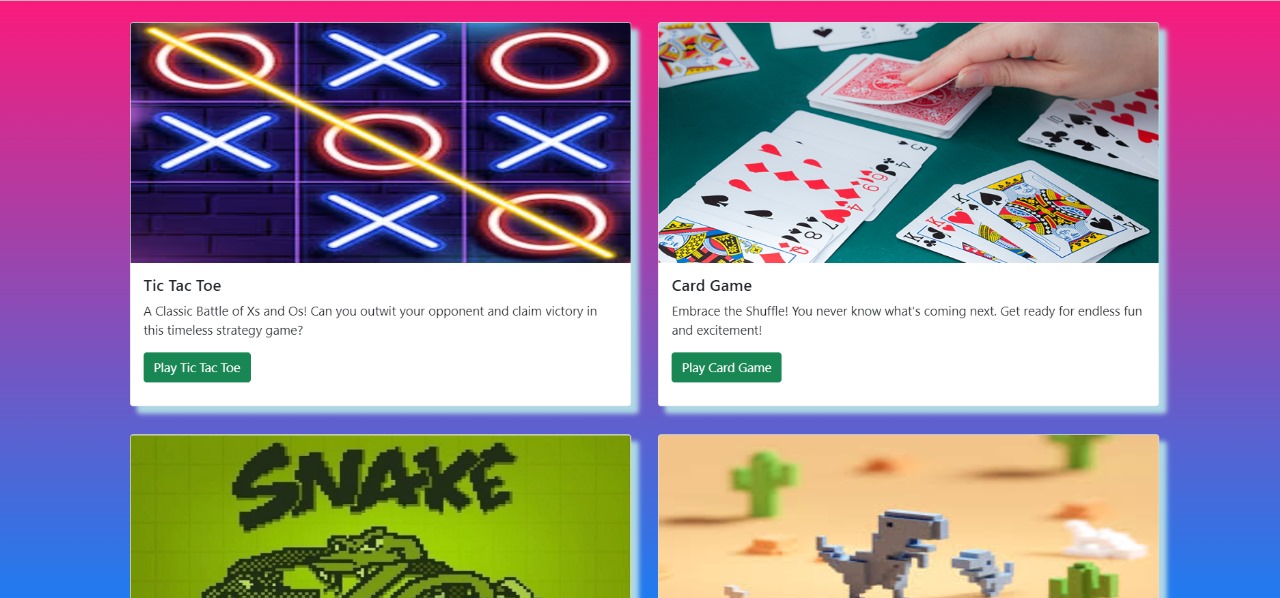 Tic Tac Toe
A Classic Battle of Xs and Os! Can you outwit your opponent and claim victory in
this timeless strategy game?
Play Tic Tac Toe
Card Game
Embrace the Shuffle! You never know what's coming next. Get ready for endless fun
and excitement!
Play Card Game
SNAKE